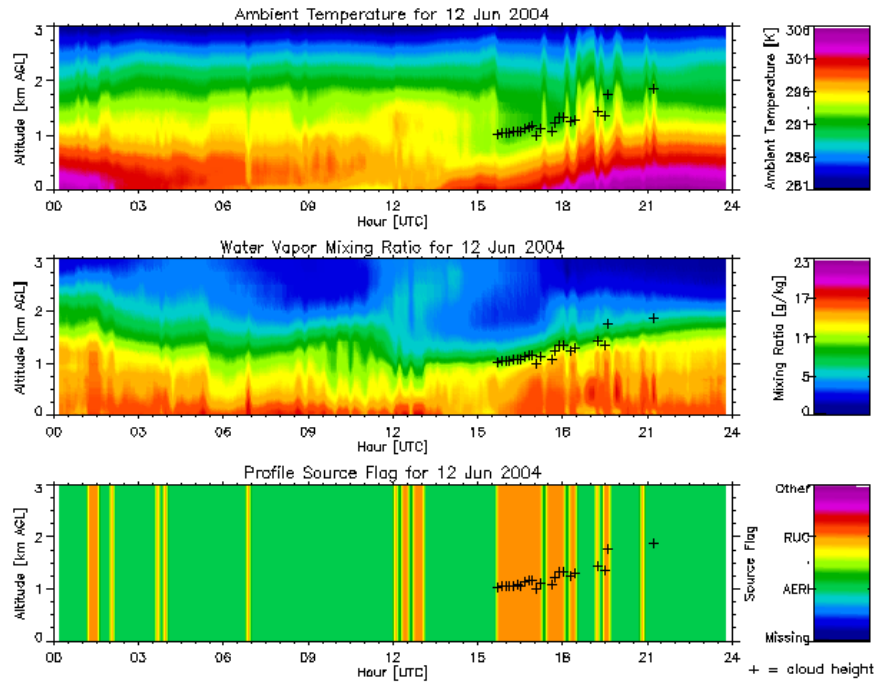 Ambient Temperature for 12 Jun 2004
3
2
1
0
Altitude [km AGL]
00 03 06 09 12 15 18 21 24
Hour [UTC]
306
301
296
291
286
281
Ambient Temperature [K]
Water Vapor Mixing Ratio for 12 Jun 2004
3
2
1
0
Altitude [km AGL]
00 03 06 09 12 15 18 21 24
Hour [UTC]
23
17
11
5
0
Mixing Ratio [g/kg]
Profile Source Flag for 12 Jun 2004
3
2
1
0
Altitude [km AGL]
00 03 06 09 12 15 18 21 24
Hour [UTC]
Other
RUC
AERI
Missing
Source Flag
+ = cloud height